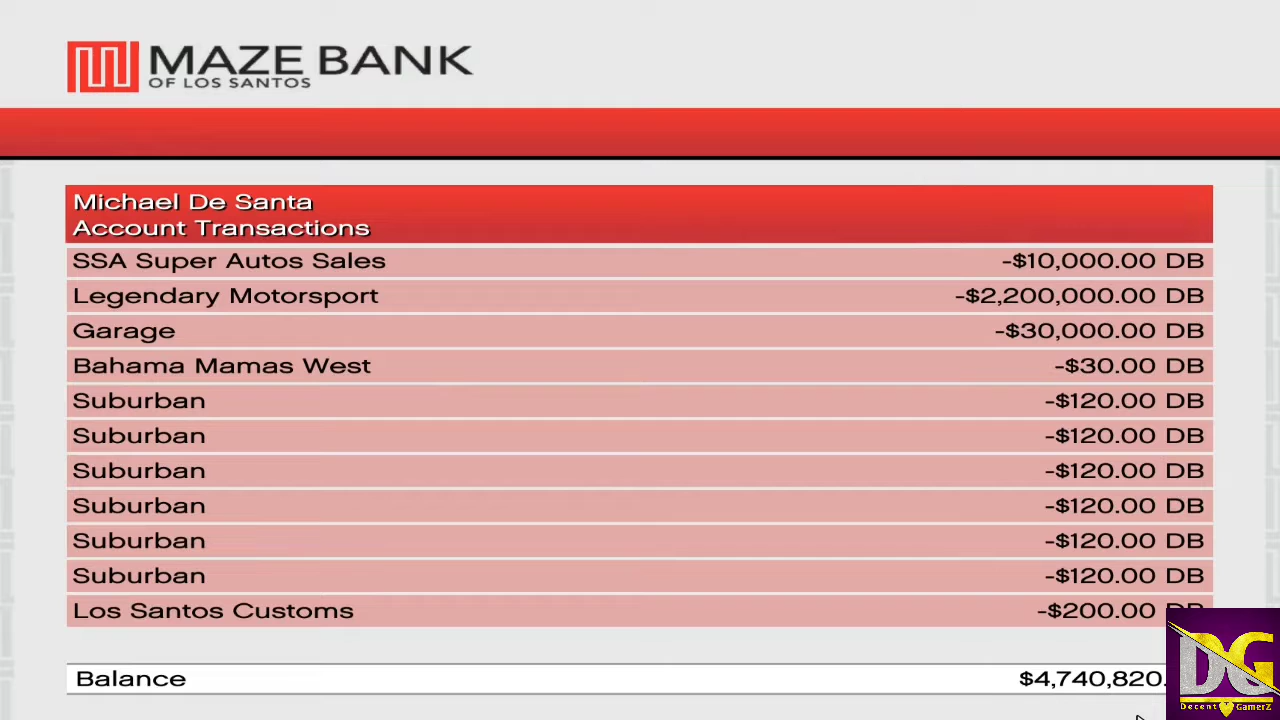 MAZE BANK
OF LOS SANTOS
Michael De Santa
Account Transactions
SSA Super Autos Sales -$10,000.00 DB
Legendary Motorsport -$2,200,000.00 DB
Garage -$30,000.00 DB
Bahama Mamas West -$30.00 DB
Suburban -$120.00 DB
Suburban -$120.00 DB
Suburban -$120.00 DB
Suburban -$120.00 DB
Suburban -$120.00 DB
Suburban -$120.00 DB
Los Santos Customs -$200.00 DB
Balance $4,740,820.
DG
Decent GamerZ